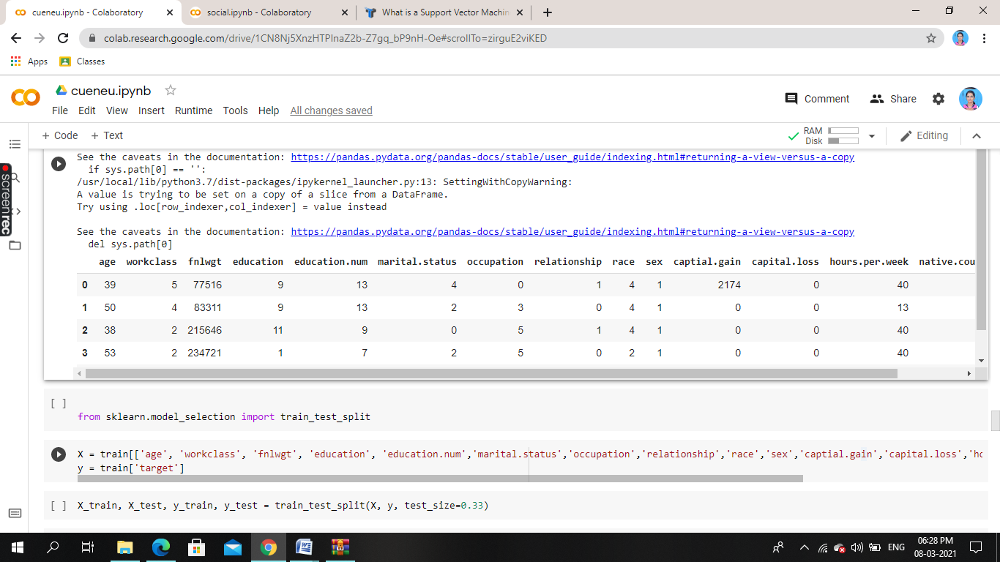 cueneu.ipynb - Colaboratory
social.ipynb - Colaboratory
What is a Support Vector Machin
colab.research.google.com/drive/1CN8Nj5XnzHTPlnaZ2b-Z7gq_bP9nH-Oe#scrollTo=zirguE2viKED
Apps
Classes
cueneu.ipynb
Comment
Share
File Edit View Insert Runtime Tools Help All changes saved
+ Code + Text
RAM
Disk
Editing
See the caveats in the documentation: https://pandas.pydata.org/pandas-docs/stable/user_guide/indexing.html#returning-a-view-versus-a-copy
if sys.path[0] == '':
/usr/local/lib/python3.7/dist-packages/ipykernel_launcher.py:13: SettingWithCopyWarning:
A value is trying to be set on a copy of a slice from a DataFrame.
Try using .loc[row_indexer,col_indexer] = value instead
See the caveats in the documentation: https://pandas.pydata.org/pandas-docs/stable/user_guide/indexing.html#returning-a-view-versus-a-copy
del sys.path[0]
age workclass fnlwgt education education.num marital.status occupation relationship race sex captial.gain capital.loss hours.per.week native.cou
0 39 5 77516 9 13 4 0 1 4 1 2174 0 40
1 50 4 83311 9 13 2 3 0 4 1 0 0 13
2 38 2 215646 11 9 0 5 1 4 1 0 0 40
3 53 2 234721 1 7 2 5 0 2 1 0 0 40
[ ]
from sklearn.model_selection import train_test_split
X = train[['age', 'workclass', 'fnlwgt', 'education', 'education.num','marital.status','occupation','relationship','race','sex','captial.gain','capital.loss','ho
y = train['target']
[ ] X_train, X_test, y_train, y_test = train_test_split(X, y, test_size=0.33)
screenrec
ENG
06:28 PM
08-03-2021